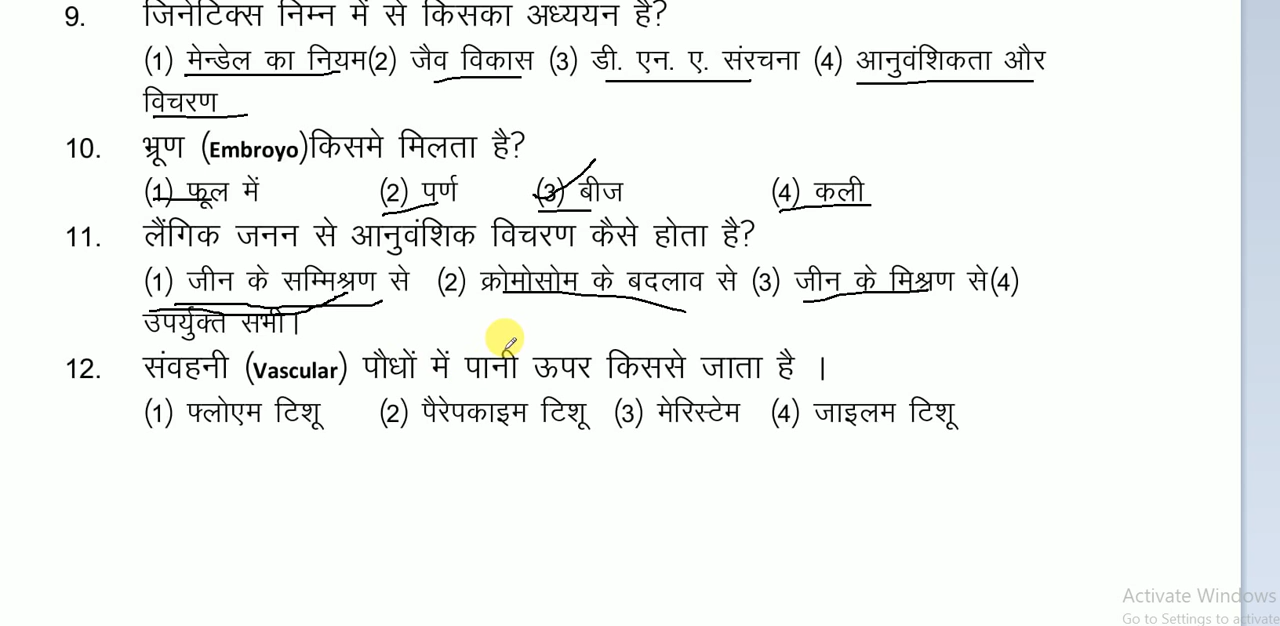 9. जिनेटिक्स निम्न में से किसका अध्ययन है?
(1) मेन्डेल का नियम(2) जैव विकास (3) डी. एन. ए. संरचना (4) आनुवंशिकता और
विचरण
10. भ्रूण (Embroyo)किसमे मिलता है?
(1) फूल में (2) पर्ण (3) बीज (4) कली
11. लैंगिक जनन से आनुवंशिक विचरण कैसे होता है?
(1) जीन के सम्मिश्रण से (2) क्रोमोसोम के बदलाव से (3) जीन के मिश्रण से(4)
उपर्युक्त सभी।
12. संवहनी (Vascular) पौधों में पानी ऊपर किससे जाता है ।
(1) फ्लोएम टिशू (2) पैरेपकाइम टिशू (3) मेरिस्टेम (4) जाइलम टिशू
Activate Windows
Go to Settings to activate